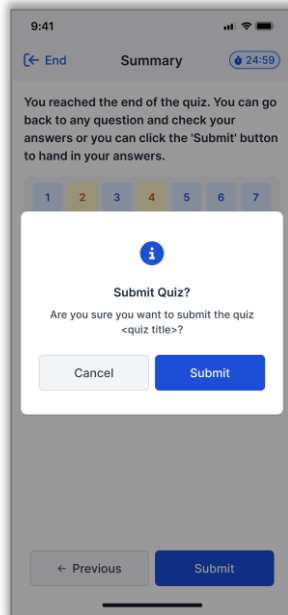 9:41
End
Summary
24:59
You reached the end of the quiz. You can go
back to any question and check your
answers or you can click the 'Submit' button
to hand in your answers.
1 2 3 4 5 6 7
Submit Quiz?
Are you sure you want to submit the quiz
<quiz title>?
Cancel
Submit
← Previous
Submit